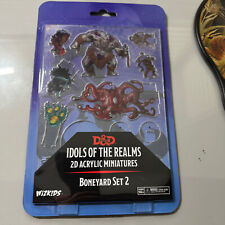 D&D
IDOLS OF THE REALMS
2D ACRYLIC MINIATURES
BONEYARD SET 2
WIZKIDS